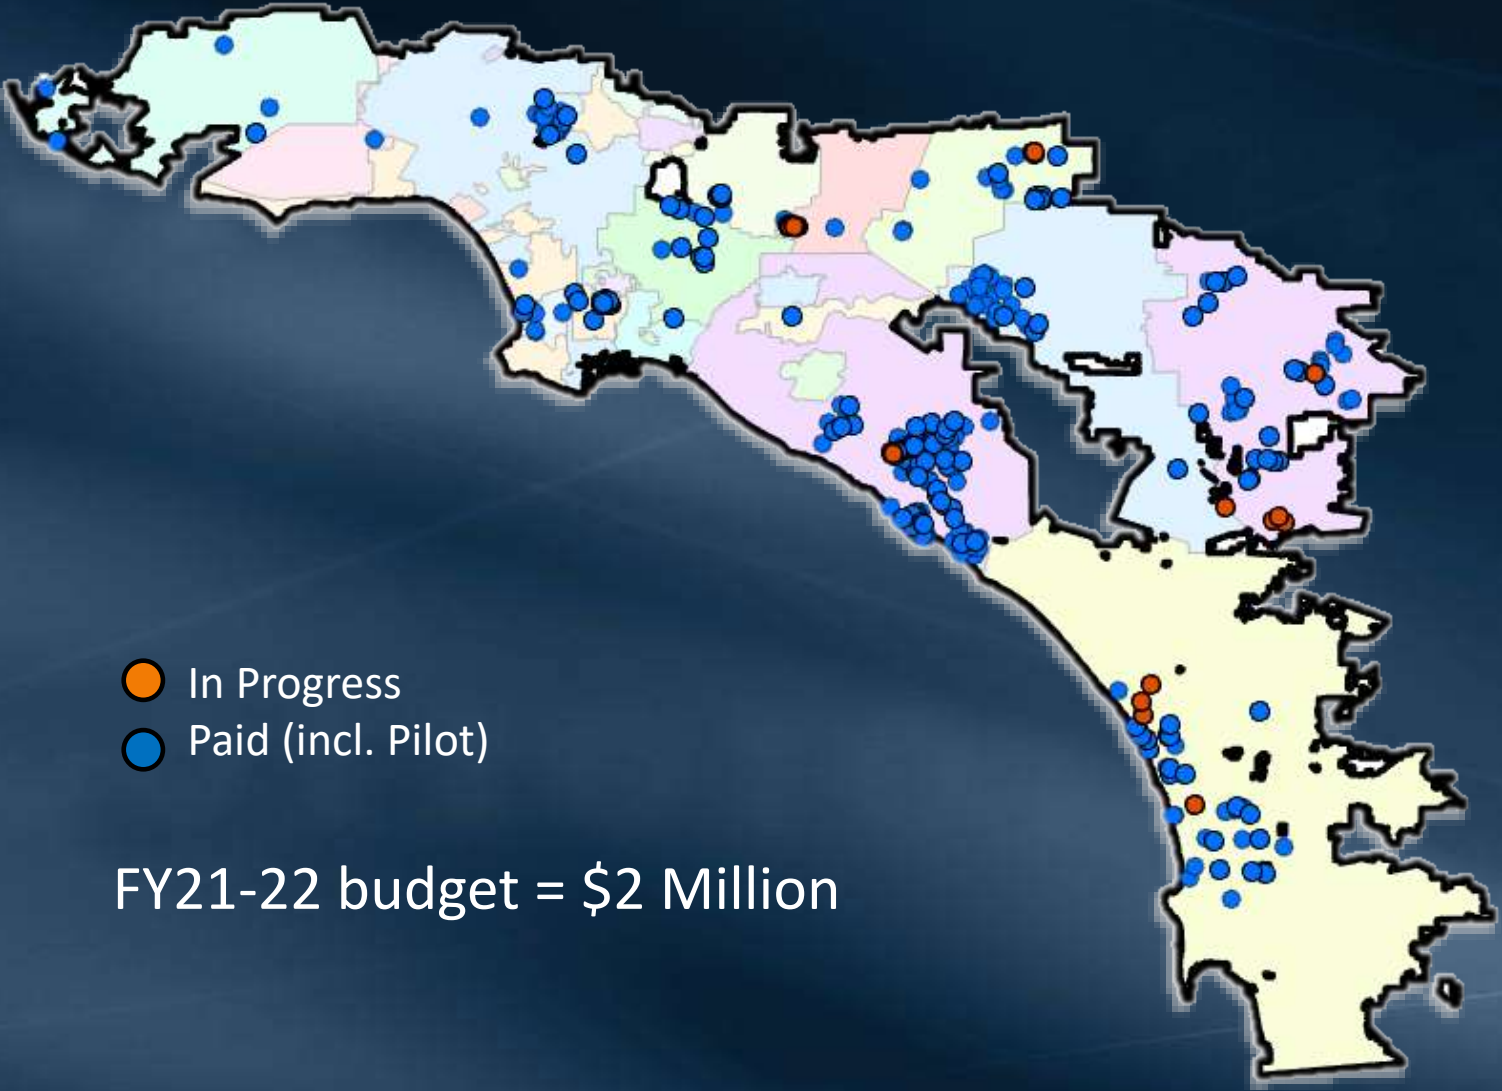 In Progress
Paid (incl. Pilot)
FY21-22 budget = $2 Million